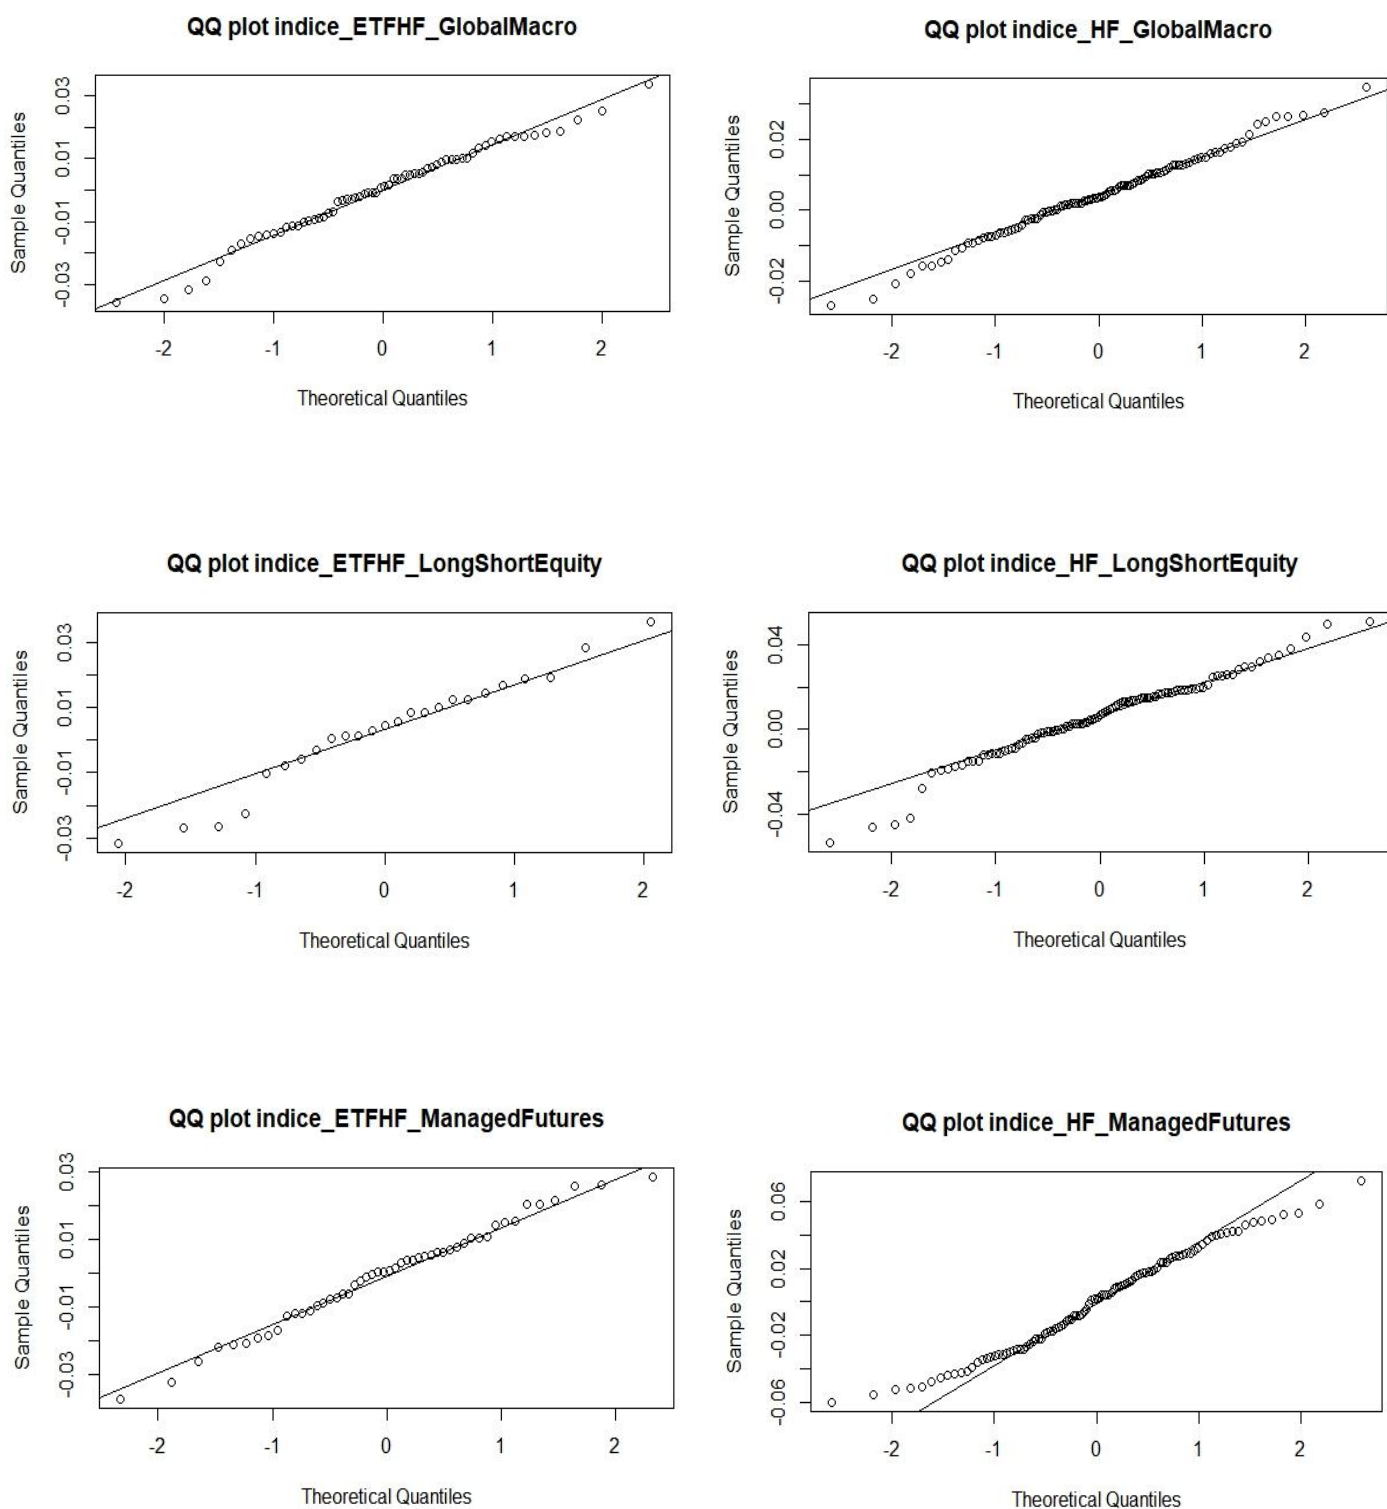 QQ plot indice_ETFHF_GlobalMacro
Sample Quantiles
0.03
0.01
-0.01
-0.03
-2 -1 0 1 2
Theoretical Quantiles
QQ plot indice_HF_GlobalMacro
Sample Quantiles
0.02
0.00
-0.02
-2 -1 0 1 2
Theoretical Quantiles
QQ plot indice_ETFHF_LongShortEquity
Sample Quantiles
0.03
0.01
-0.01
-0.03
-2 -1 0 1 2
Theoretical Quantiles
QQ plot indice_HF_LongShortEquity
Sample Quantiles
0.04
0.00
-0.04
-2 -1 0 1 2
Theoretical Quantiles
QQ plot indice_ETFHF_ManagedFutures
Sample Quantiles
0.03
0.01
-0.01
-0.03
-2 -1 0 1 2
Theoretical Quantiles
QQ plot indice_HF_ManagedFutures
Sample Quantiles
0.06
0.02
-0.02
-0.06
-2 -1 0 1 2
Theoretical Quantiles